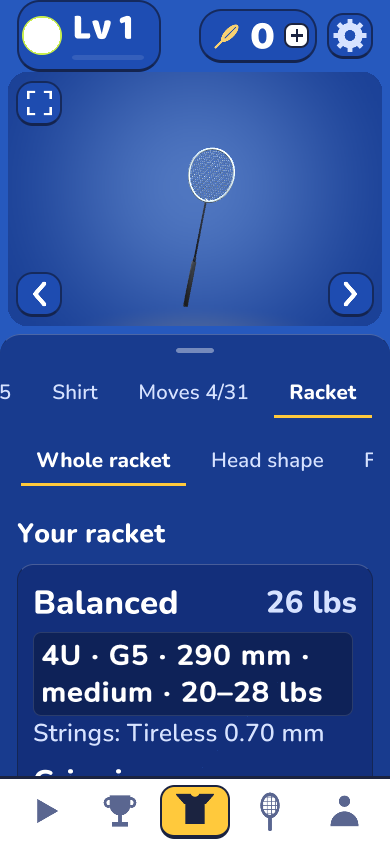 Lv 1
0
5 Shirt Moves 4/31 Racket
Whole racket Head shape
Your racket
Balanced 26 lbs
4U · G5 · 290 mm ·
medium · 20–28 lbs
Strings: Tireless 0.70 mm